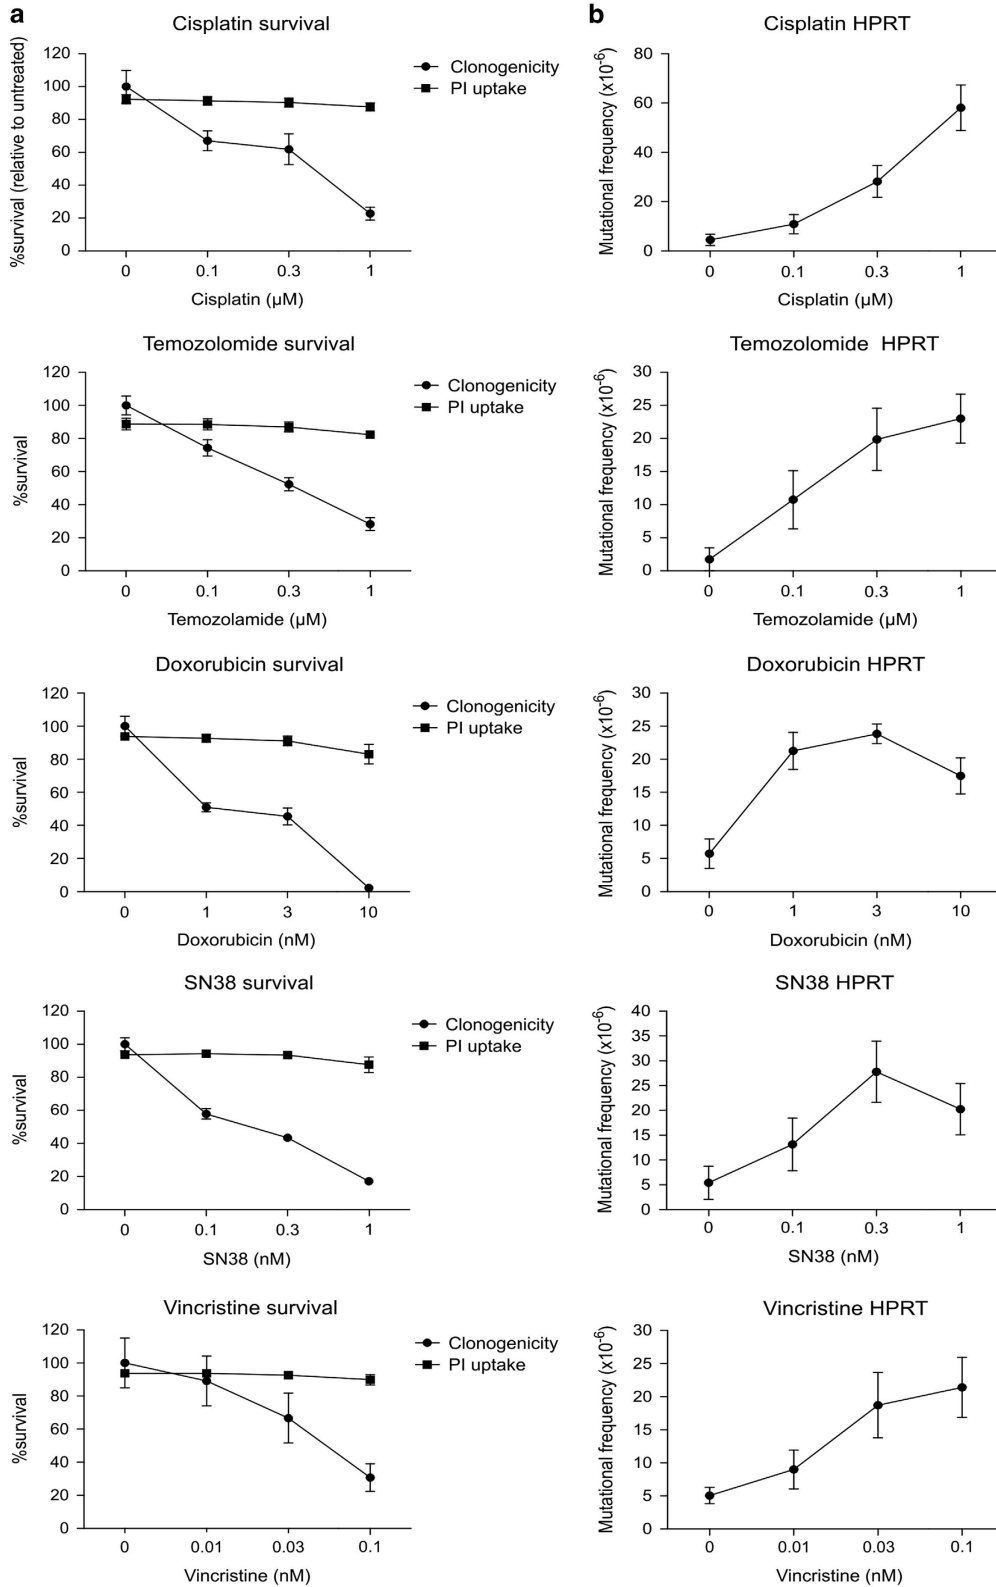 a
Cisplatin survival
%survival (relative to untreated)
120
100
80
60
40
20
0
0 0.1 0.3 1
Cisplatin (µM)
Clonogenicity
PI uptake
b
Cisplatin HPRT
Mutational frequency (x10⁻⁶)
80
60
40
20
0
0 0.1 0.3 1
Cisplatin (µM)
Temozolomide survival
%survival
120
100
80
60
40
20
0
0 0.1 0.3 1
Temozolamide (µM)
Clonogenicity
PI uptake
Temozolomide HPRT
Mutational frequency (x10⁻⁶)
30
25
20
15
10
5
0
0 0.1 0.3 1
Temozolamide (µM)
Doxorubicin survival
%survival
120
100
80
60
40
20
0
0 1 3 10
Doxorubicin (nM)
Clonogenicity
PI uptake
Doxorubicin HPRT
Mutational frequency (x10⁻⁶)
30
25
20
15
10
5
0
0 1 3 10
Doxorubicin (nM)
SN38 survival
%survival
120
100
80
60
40
20
0
0 0.1 0.3 1
SN38 (nM)
Clonogenicity
PI uptake
SN38 HPRT
Mutational frequency (x10⁻⁶)
40
35
30
25
20
15
10
5
0
0 0.1 0.3 1
SN38 (nM)
Vincristine survival
%survival
120
100
80
60
40
20
0
0 0.01 0.03 0.1
Vincristine (nM)
Clonogenicity
PI uptake
Vincristine HPRT
Mutational frequency (x10⁻⁶)
30
25
20
15
10
5
0
0 0.01 0.03 0.1
Vincristine (nM)